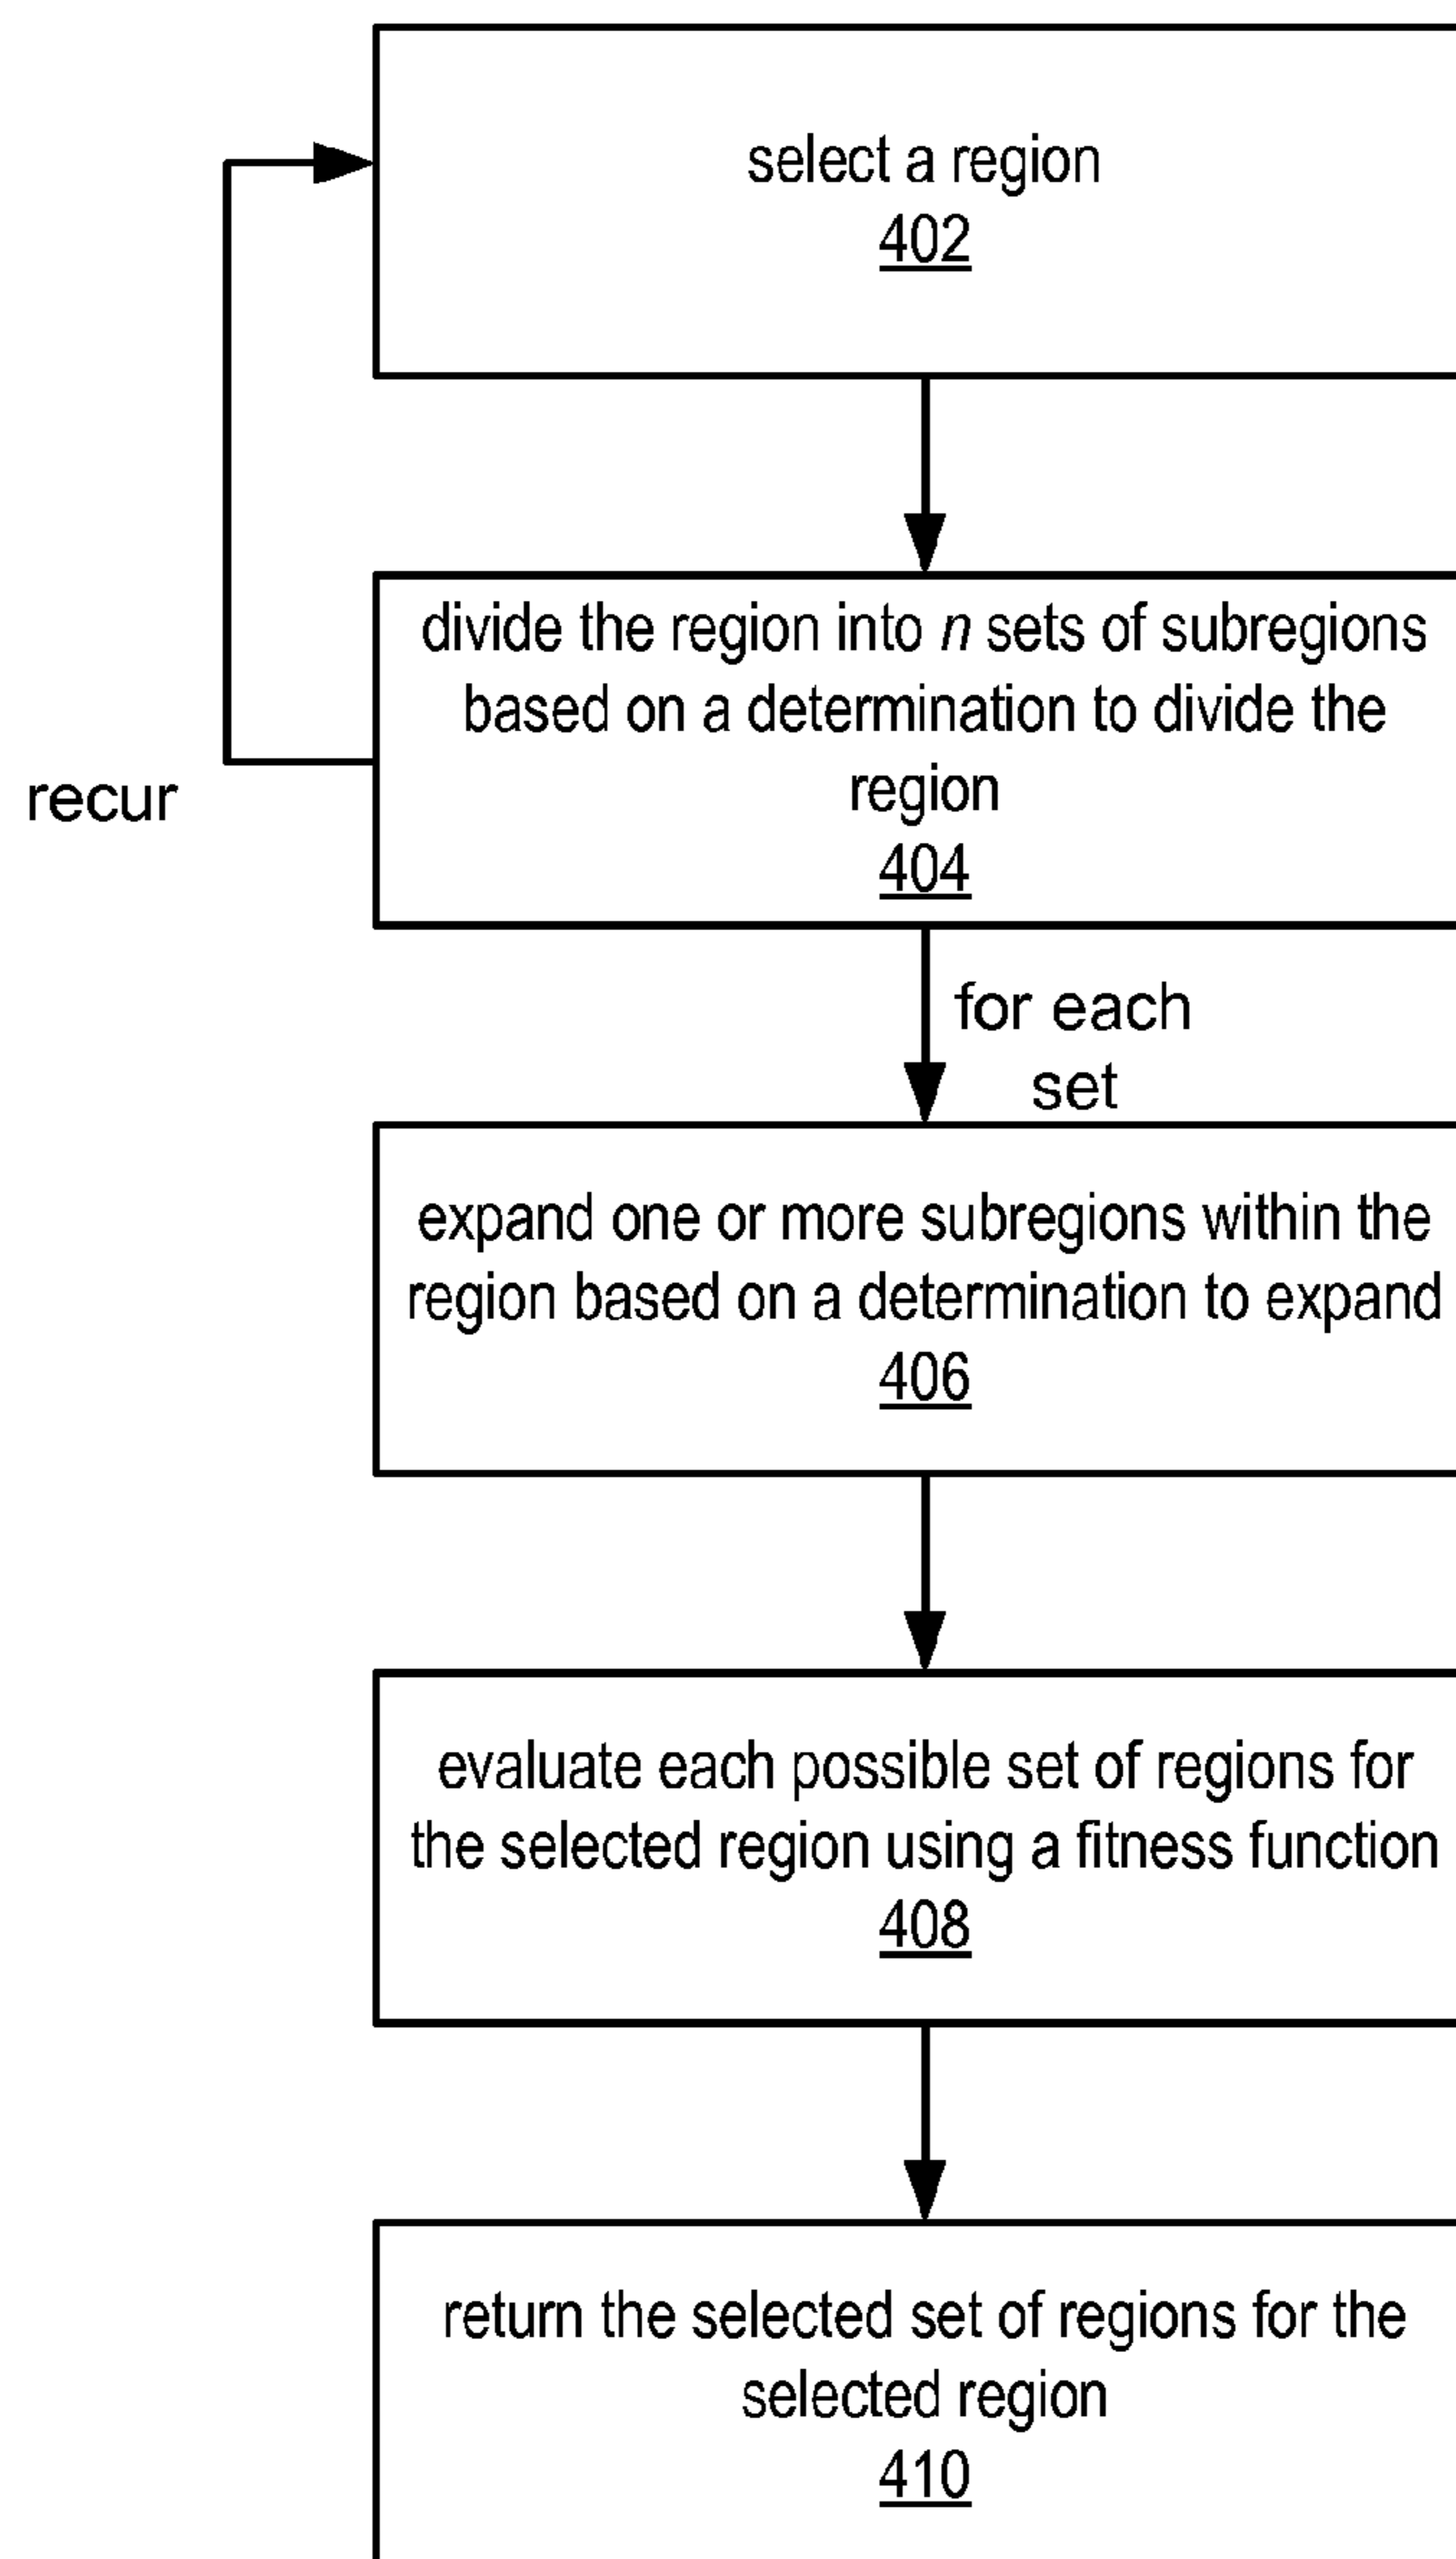 select a region
402
divide the region into n sets of subregions
based on a determination to divide the
region
404
recur
for each
set
expand one or more subregions within the
region based on a determination to expand
406
evaluate each possible set of regions for
the selected region using a fitness function
408
return the selected set of regions for the
selected region
410